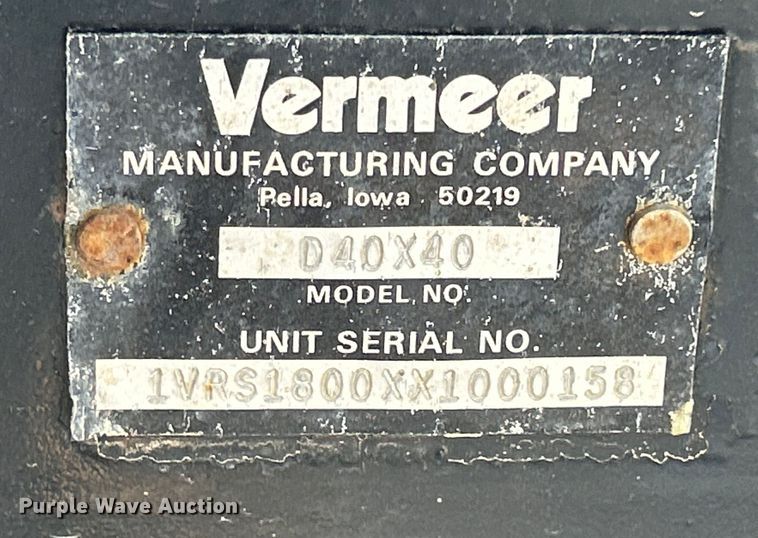 Vermeer
MANUFACTURING COMPANY
Pella, Iowa 50219
D40X40
MODEL NO.
UNIT SERIAL NO.
1VRS1800XX1000158
Purple Wave Auction